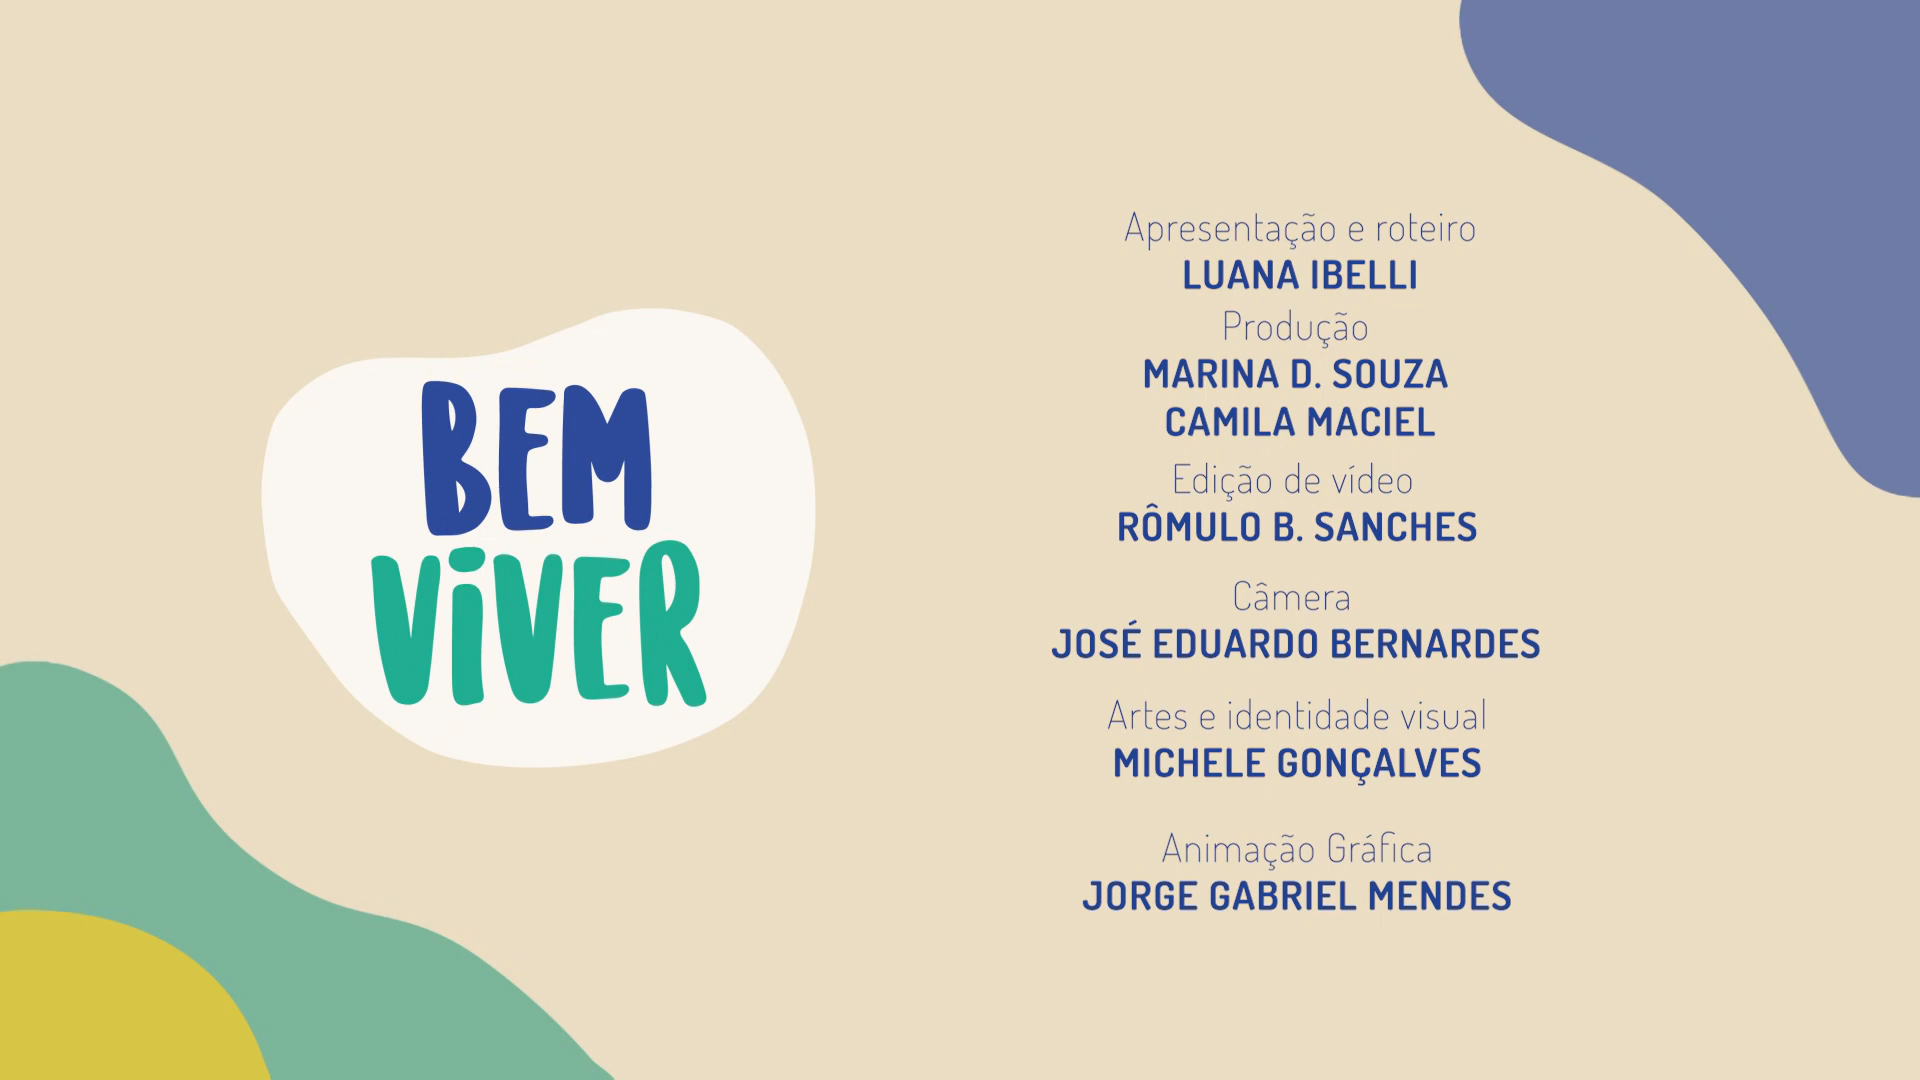 BEM
ViVER
Apresentação e roteiro
LUANA IBELLI
Produção
MARINA D. SOUZA
CAMILA MACIEL
Edição de vídeo
RÔMULO B. SANCHES
Câmera
JOSÉ EDUARDO BERNARDES
Artes e identidade visual
MICHELE GONÇALVES
Animação Gráfica
JORGE GABRIEL MENDES